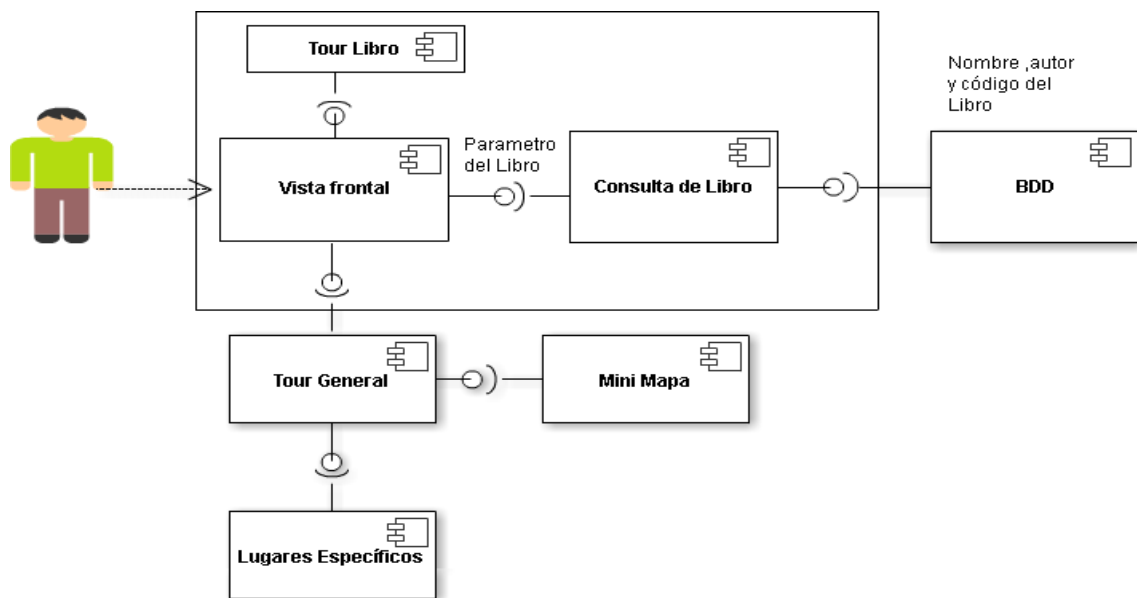 Tour Libro
Nombre ,autor
y código del
Libro
Parametro
del Libro
Vista frontal
Consulta de Libro
BDD
Tour General
Mini Mapa
Lugares Específicos